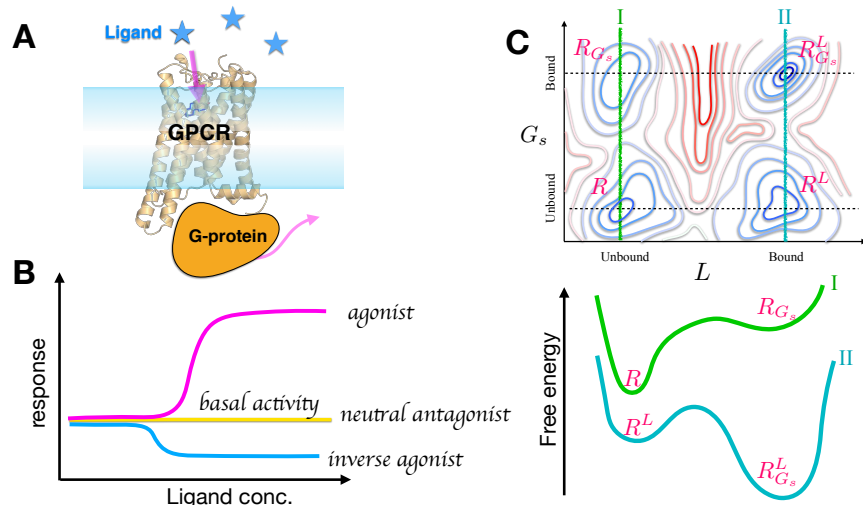 A
Ligand
GPCR
G-protein
B
response
agonist
basal activity
neutral antagonist
inverse agonist
Ligand conc.
C
I
II
Bound
Unbound
G_s
R_{G_s}
R^L_{G_s}
R
R^L
Unbound
L
Bound
Free energy
I
R_{G_s}
R
II
R^L
R^L_{G_s}